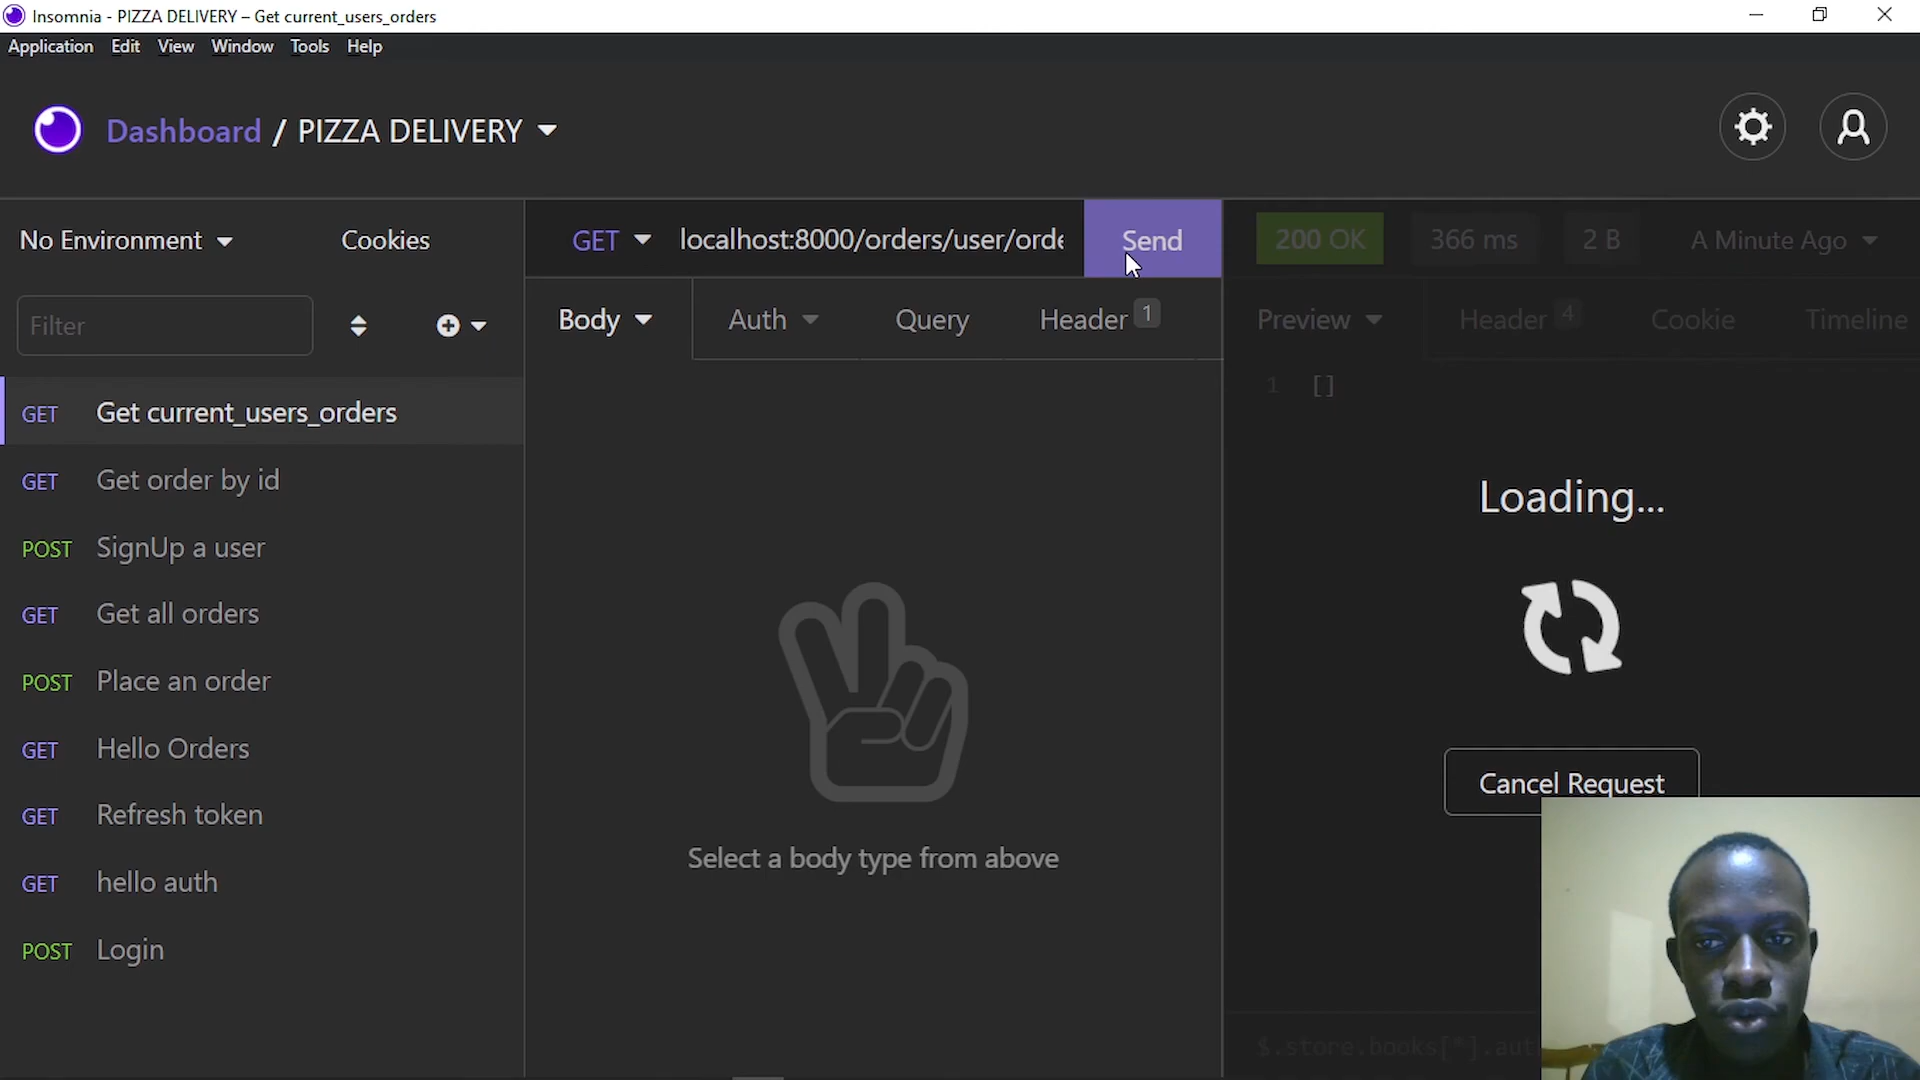 Insomnia - PIZZA DELIVERY – Get current_users_orders
Application Edit View Window Tools Help
Dashboard / PIZZA DELIVERY
No Environment Cookies
GET localhost:8000/orders/user/orde Send
200 OK 366 ms 2 B A Minute Ago
Filter
Body Auth Query Header 1
Preview Header 4 Cookie Timeline
1 []
GET Get current_users_orders
GET Get order by id
POST SignUp a user
GET Get all orders
POST Place an order
GET Hello Orders
GET Refresh token
GET hello auth
POST Login
Select a body type from above
Loading...
Cancel Request
$.store.books[*].aut